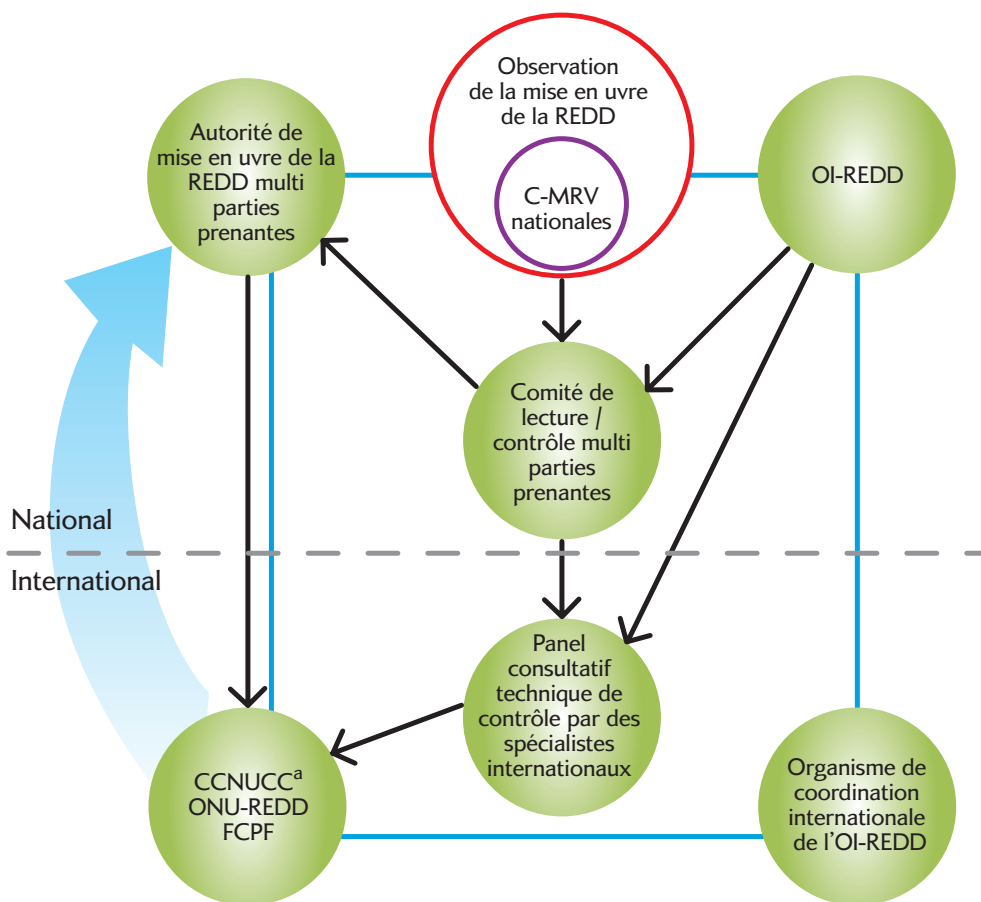 Observation
de la mise en uvre
de la REDD
C-MRV
nationales
Autorité de
mise en uvre de la
REDD multi
parties
prenantes
OI-REDD
Comité de
lecture /
contrôle multi
parties
prenantes
National
International
Panel
consultatif
technique de
contrôle par des
spécialistes
internationaux
CCNUCCᵃ
ONU-REDD
FCPF
Organisme de
coordination
internationale
de l'OI-REDD